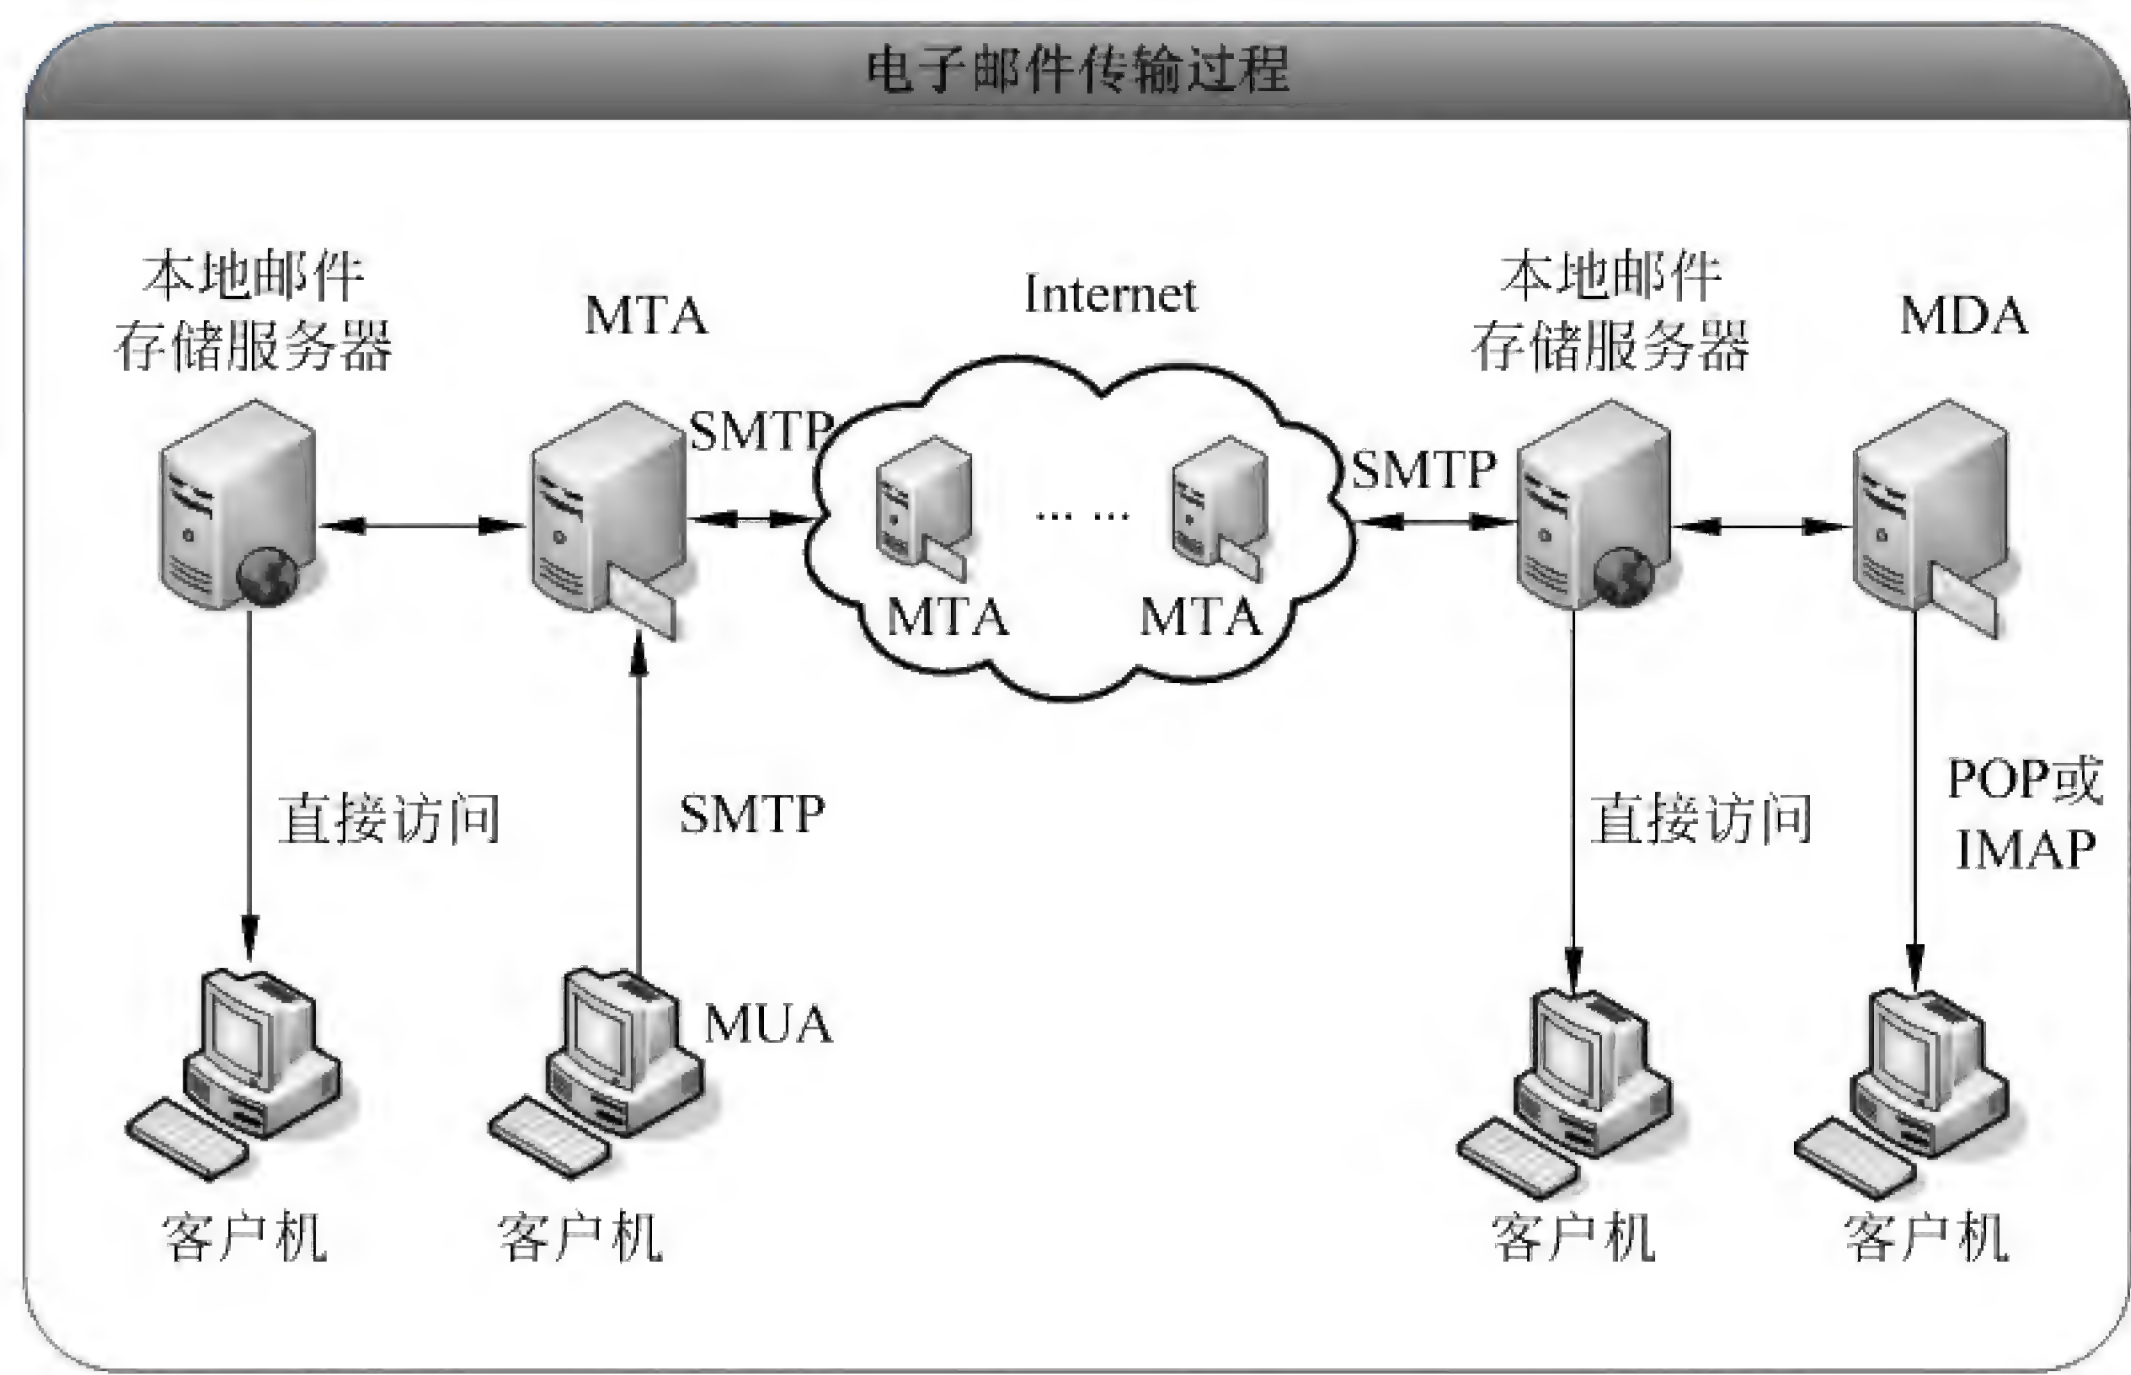 电子邮件传输过程
本地邮件
存储服务器
MTA
Internet
本地邮件
存储服务器
MDA
SMTP
SMTP
… …
MTA
MTA
直接访问
SMTP
直接访问
POP或
IMAP
MUA
客户机
客户机
客户机
客户机